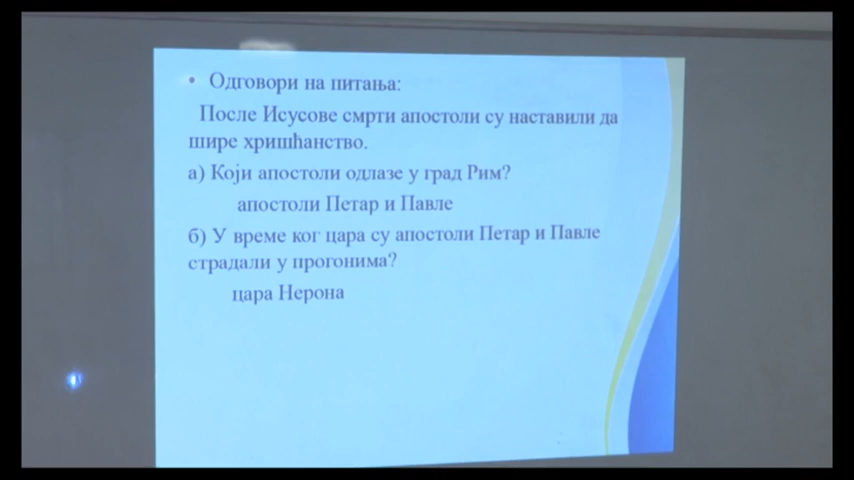 • Одговори на питања:
После Исусове смрти апостоли су наставили да
шире хришћанство.
а) Који апостоли одлазе у град Рим?
апостоли Петар и Павле
б) У време ког цара су апостоли Петар и Павле
страдали у прогонима?
цара Нерона